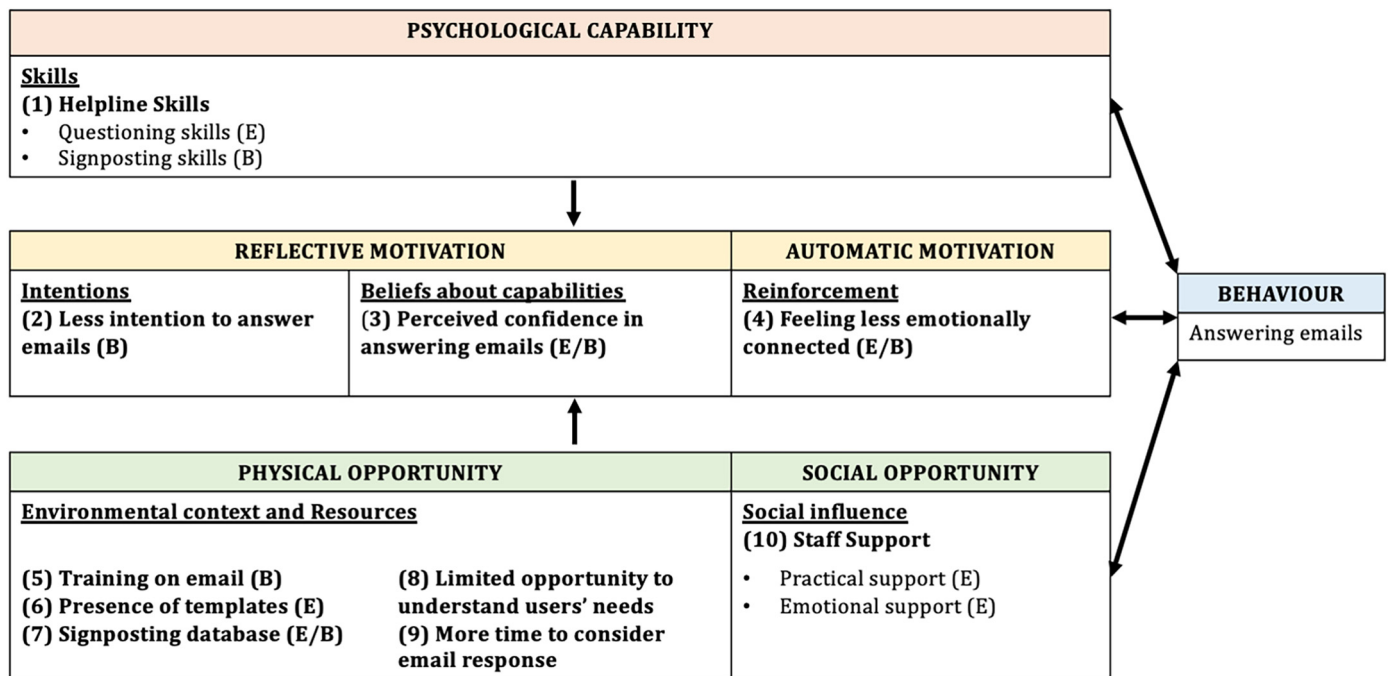 PSYCHOLOGICAL CAPABILITY
Skills
(1) Helpline Skills
• Questioning skills (E)
• Signposting skills (B)
REFLECTIVE MOTIVATION
AUTOMATIC MOTIVATION
Intentions
(2) Less intention to answer
emails (B)
Beliefs about capabilities
(3) Perceived confidence in
answering emails (E/B)
Reinforcement
(4) Feeling less emotionally
connected (E/B)
BEHAVIOUR
Answering emails
PHYSICAL OPPORTUNITY
SOCIAL OPPORTUNITY
Environmental context and Resources
(5) Training on email (B)
(6) Presence of templates (E)
(7) Signposting database (E/B)
(8) Limited opportunity to
understand users’ needs
(9) More time to consider
email response
Social influence
(10) Staff Support
• Practical support (E)
• Emotional support (E)